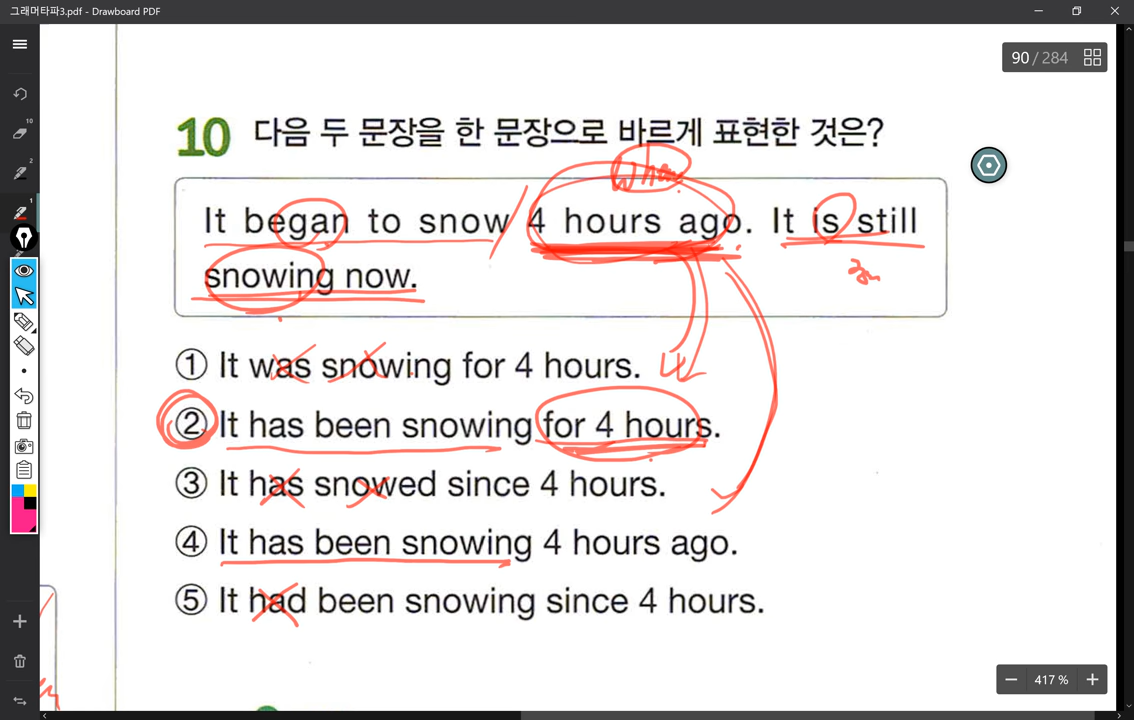 그래머타파3.pdf - Drawboard PDF
90 / 284
10
2
1
10 다음 두 문장을 한 문장으로 바르게 표현한 것은?
When
It began to snow 4 hours ago. It is still
snowing now.
① It was snowing for 4 hours.
② It has been snowing for 4 hours.
③ It has snowed since 4 hours.
④ It has been snowing 4 hours ago.
⑤ It had been snowing since 4 hours.
417 %